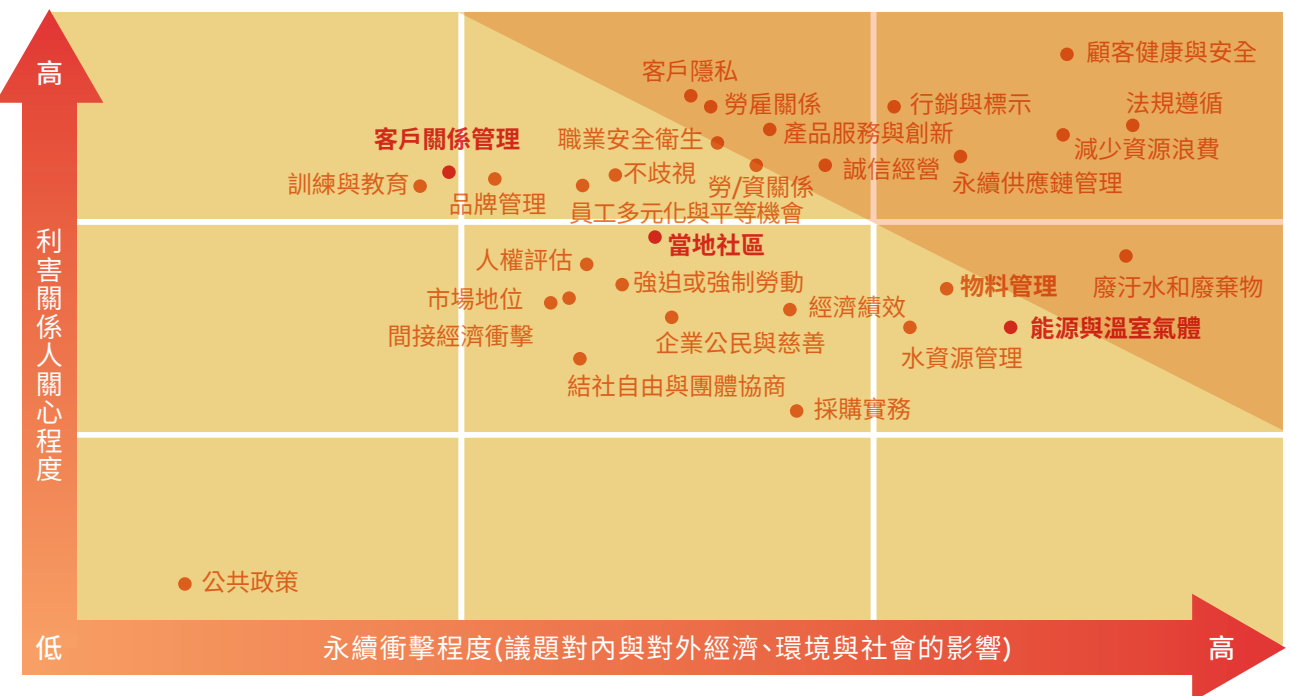 高
利害關係人關心程度
低
顧客健康與安全
客戶隱私
勞雇關係
行銷與標示
法規遵循
客戶關係管理
職業安全衛生
產品服務與創新
減少資源浪費
訓練與教育
品牌管理
不歧視
勞/資關係
誠信經營
永續供應鏈管理
員工多元化與平等機會
當地社區
人權評估
強迫或強制勞動
物料管理
廢汙水和廢棄物
市場地位
經濟績效
間接經濟衝擊
企業公民與慈善
能源與溫室氣體
水資源管理
結社自由與團體協商
採購實務
公共政策
永續衝擊程度(議題對內與對外經濟、環境與社會的影響)
高